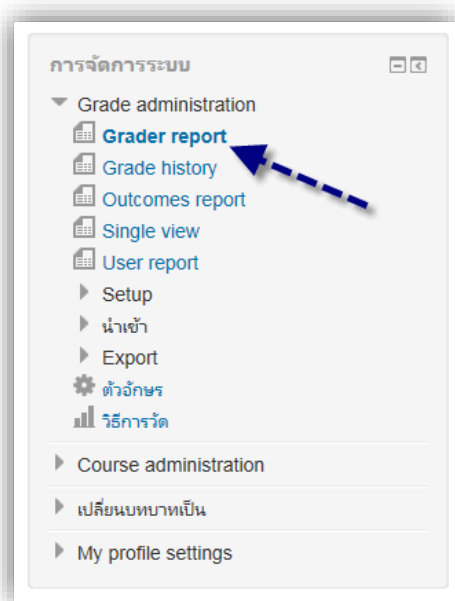 การจัดการระบบ
Grade administration
Grader report
Grade history
Outcomes report
Single view
User report
Setup
นำเข้า
Export
ตัวอักษร
วิธีการวัด
Course administration
เปลี่ยนบทบาทเป็น
My profile settings